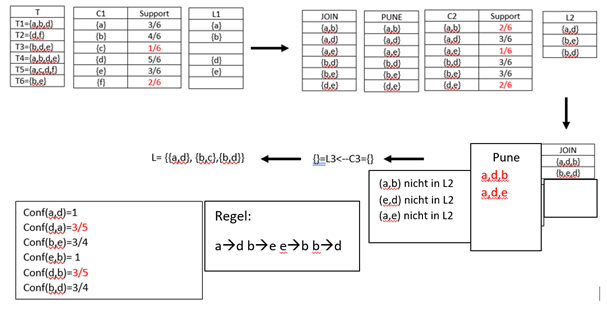 T
T1={a,b,d}
T2={d,f}
T3={b,d,e}
T4={a,b,d,e}
T5={a,c,d,f}
T6={b,e}
C1 Support
{a} 3/6
{b} 4/6
{c} 1/6
{d} 5/6
{e} 3/6
{f} 2/6
L1
{a}
{b}
{d}
{e}
JOIN
{a,b}
{a,d}
{a,e}
{b,d}
{b,e}
{d,e}
PUNE
{a,b}
{a,d}
{a,e}
{b,d}
{b,e}
{d,e}
C2 Support
{a,b} 2/6
{a,d} 3/6
{a,e} 1/6
{b,d} 3/6
{b,e} 3/6
{d,e} 2/6
L2
{a,d}
{b,e}
{b,d}
JOIN
{a,d,b}
{b,e,d}
Pune
a,d,b
a,d,e
(a,b) nicht in L2
(e,d) nicht in L2
(a,e) nicht in L2
{}=L3<--C3={}
L= {{a,d}, {b,c},{b,d}}
Conf(a,d)=1
Conf(d,a)=3/5
Conf(b,e)=3/4
Conf(e,b)= 1
Conf(d,b)=3/5
Conf(b,d)=3/4
Regel:
a→d b→e e→b b→d